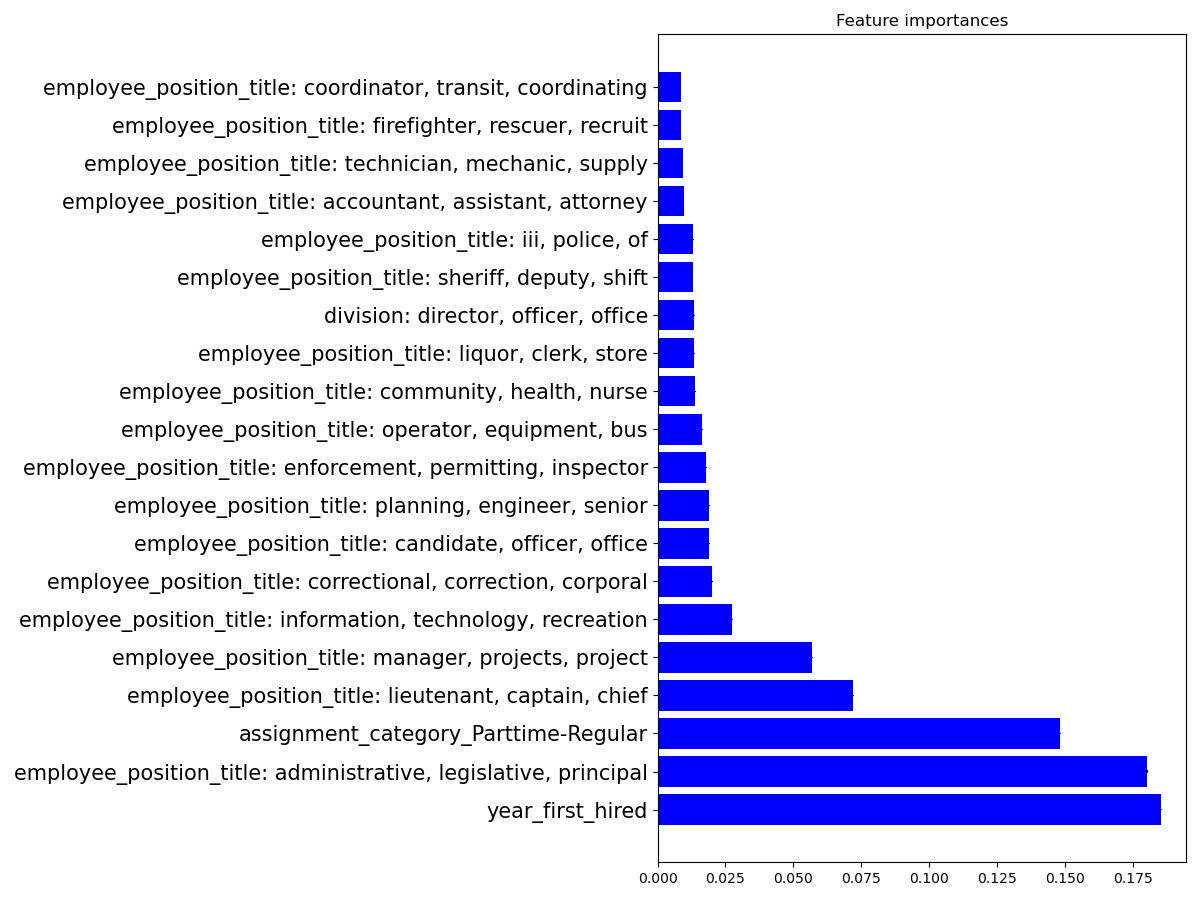 Feature importances
employee_position_title: coordinator, transit, coordinating
employee_position_title: firefighter, rescuer, recruit
employee_position_title: technician, mechanic, supply
employee_position_title: accountant, assistant, attorney
employee_position_title: iii, police, of
employee_position_title: sheriff, deputy, shift
division: director, officer, office
employee_position_title: liquor, clerk, store
employee_position_title: community, health, nurse
employee_position_title: operator, equipment, bus
employee_position_title: enforcement, permitting, inspector
employee_position_title: planning, engineer, senior
employee_position_title: candidate, officer, office
employee_position_title: correctional, correction, corporal
employee_position_title: information, technology, recreation
employee_position_title: manager, projects, project
employee_position_title: lieutenant, captain, chief
assignment_category_Parttime-Regular
employee_position_title: administrative, legislative, principal
year_first_hired
0.000 0.025 0.050 0.075 0.100 0.125 0.150 0.175